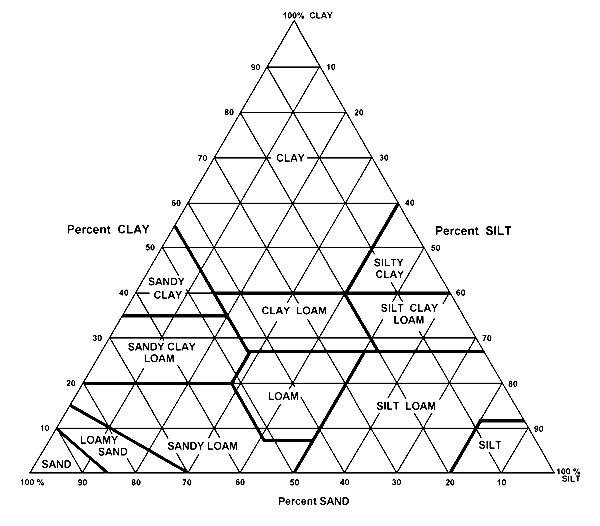 100% CLAY
90 10
80 20
70 CLAY 30
60 40
Percent CLAY Percent SILT
50 50
SILTY
CLAY
SANDY
CLAY
40 60
CLAY LOAM
SILT CLAY
LOAM
30 70
SANDY CLAY
LOAM
20 80
LOAM
SILT LOAM
10 90
LOAMY
SAND
SANDY LOAM
SILT
SAND
100 % 90 80 70 60 50 40 30 20 10 100 %
SILT
Percent SAND